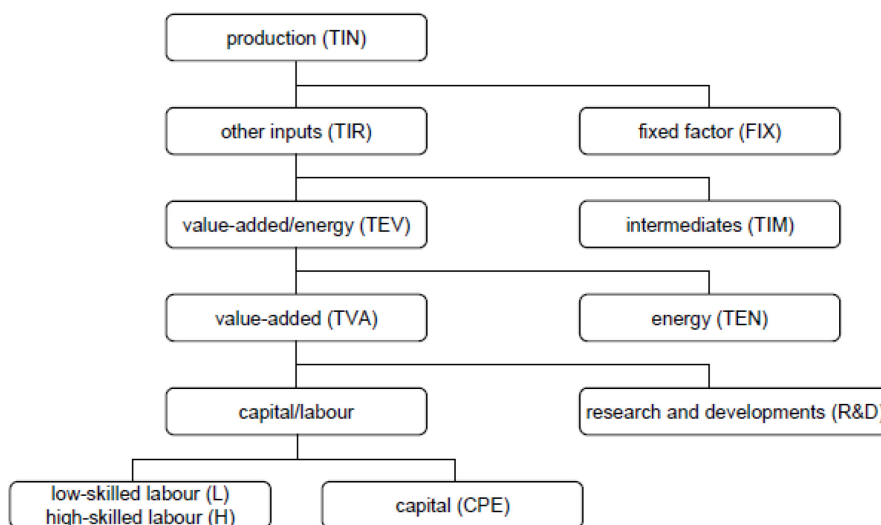 production (TIN)
other inputs (TIR)
fixed factor (FIX)
value-added/energy (TEV)
intermediates (TIM)
value-added (TVA)
energy (TEN)
capital/labour
research and developments (R&D)
low-skilled labour (L)
high-skilled labour (H)
capital (CPE)